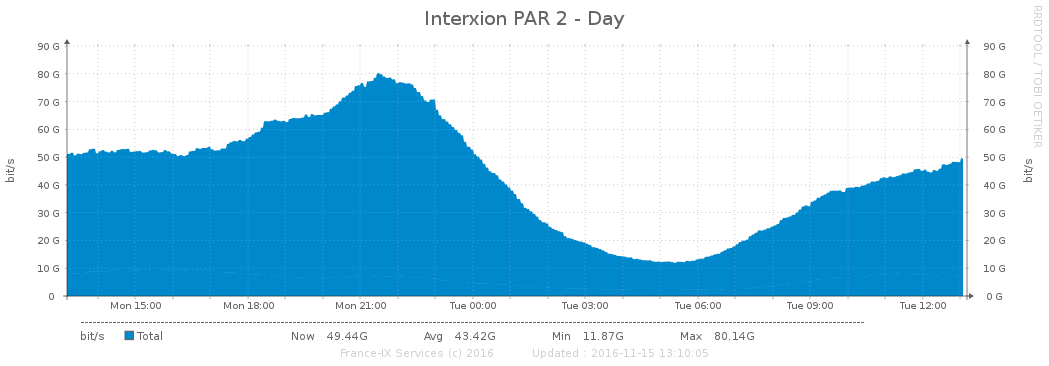 Interxion PAR 2 - Day
RRDTOOL / TOBI OETIKER
90 G 90 G
80 G 80 G
70 G 70 G
60 G 60 G
50 G 50 G
40 G 40 G
30 G 30 G
20 G 20 G
10 G 10 G
0 0 G
bit/s
bit/s
Mon 15:00 Mon 18:00 Mon 21:00 Tue 00:00 Tue 03:00 Tue 06:00 Tue 09:00 Tue 12:00
bit/s Total Now 49.44G Avg 43.42G Min 11.87G Max 80.14G
France-IX Services (c) 2016 Updated : 2016-11-15 13:10:05